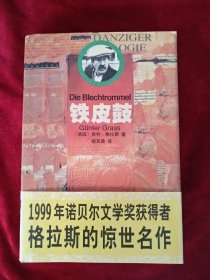 DANZIGER
LOGIE
Die Blechtrommel
铁皮鼓
Günter Grass
〔德国〕君特·格拉斯 著
胡其鼎 译
1999年诺贝尔文学奖获得者
格拉斯的惊世名作